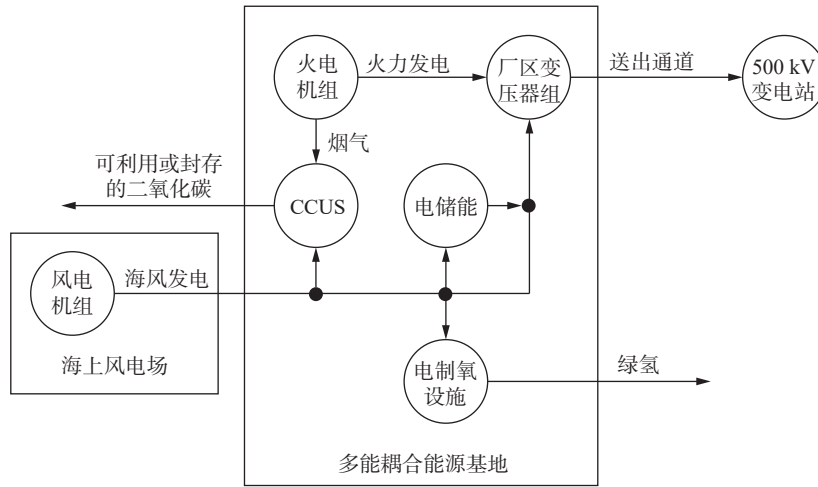 火电
机组
火力发电
厂区变
压器组
送出通道
500 kV
变电站
烟气
可利用或封存
的二氧化碳
CCUS
电储能
风电
机组
海风发电
海上风电场
电制氧
设施
绿氢
多能耦合能源基地